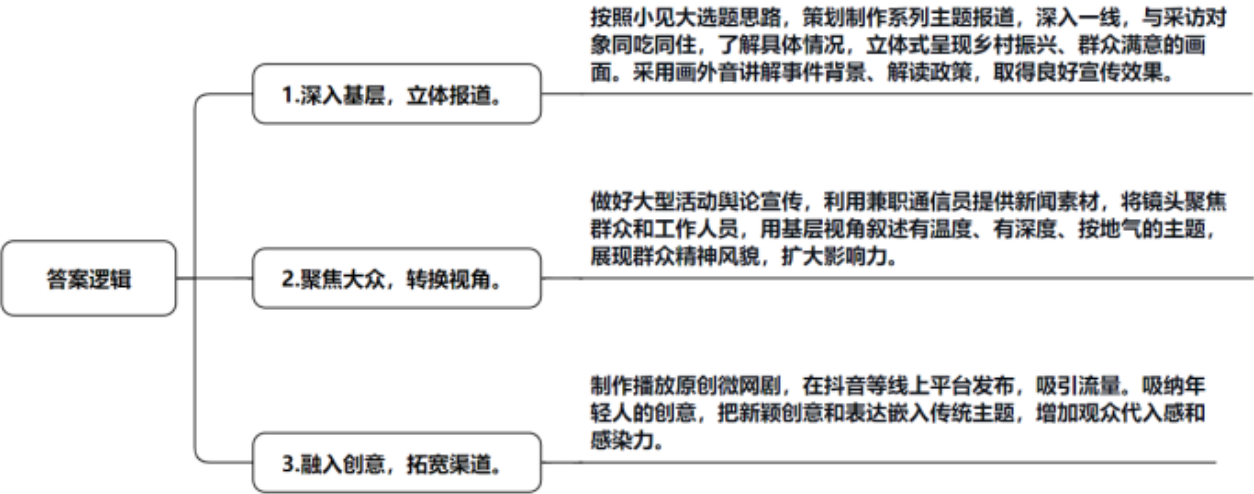 按照小见大选题思路，策划制作系列主题报道，深入一线，与采访对
象同吃同住，了解具体情况，立体式呈现乡村振兴、群众满意的画
面。采用画外音讲解事件背景、解读政策，取得良好宣传效果。
1.深入基层，立体报道。
做好大型活动舆论宣传，利用兼职通信员提供新闻素材，将镜头聚焦
群众和工作人员，用基层视角叙述有温度、有深度、按地气的主题，
展现群众精神风貌，扩大影响力。
答案逻辑
2.聚焦大众，转换视角。
制作播放原创微网剧，在抖音等线上平台发布，吸引流量。吸纳年
轻人的创意，把新颖创意和表达嵌入传统主题，增加观众代入感和
感染力。
3.融入创意，拓宽渠道。